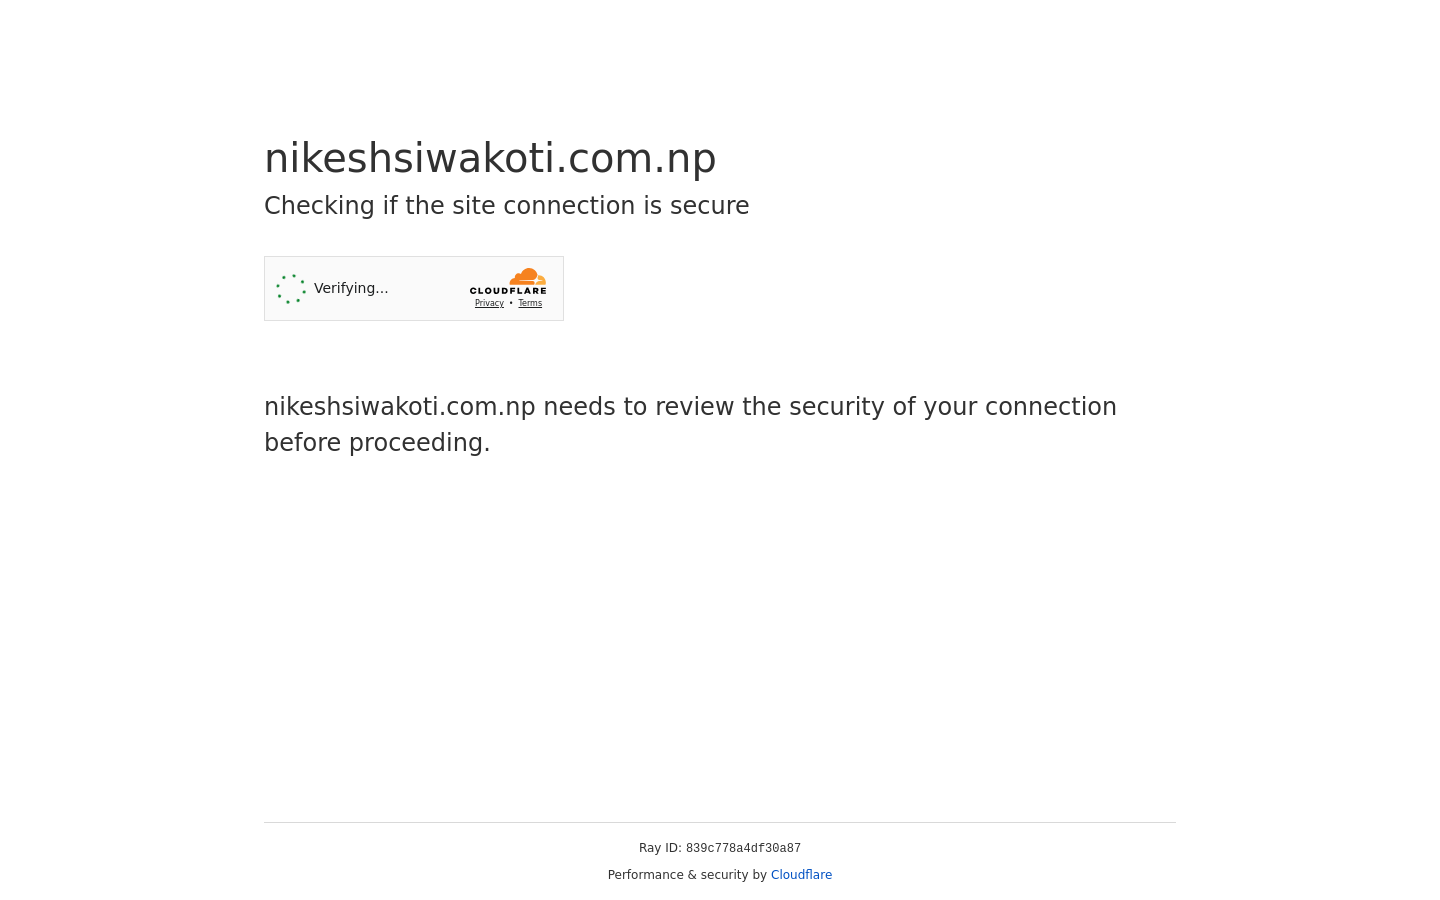 nikeshsiwakoti.com.np
Checking if the site connection is secure
Verifying...
CLOUDFLARE
Privacy • Terms
nikeshsiwakoti.com.np needs to review the security of your connection
before proceeding.
Ray ID: 839c778a4df30a87
Performance & security by Cloudflare